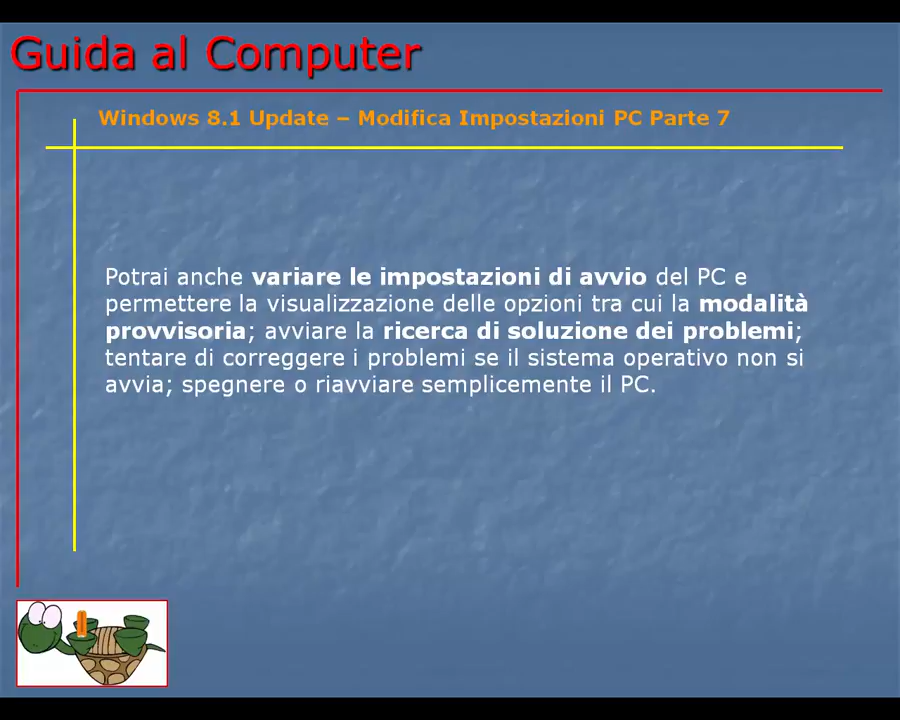 Guida al Computer
Windows 8.1 Update – Modifica Impostazioni PC Parte 7
Potrai anche variare le impostazioni di avvio del PC e
permettere la visualizzazione delle opzioni tra cui la modalità
provvisoria; avviare la ricerca di soluzione dei problemi;
tentare di correggere i problemi se il sistema operativo non si
avvia; spegnere o riavviare semplicemente il PC.